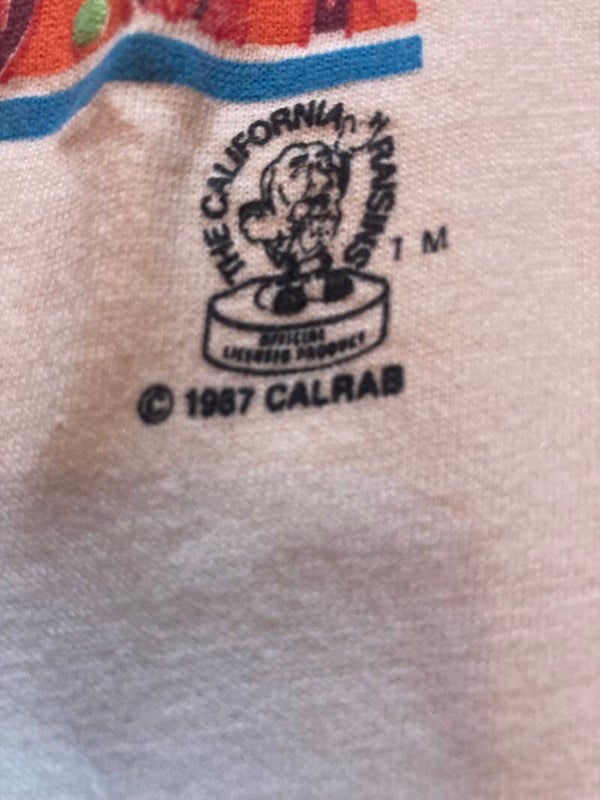 THE CALIFORNIA RAISINS
TM
OFFICIAL
LICENSED PRODUCT
© 1987 CALRAB